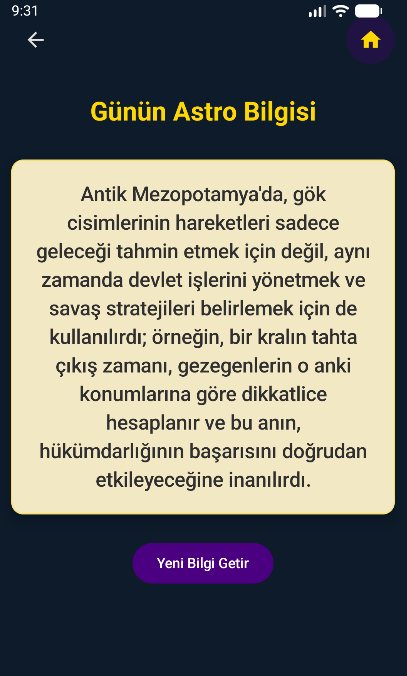 9:31
Günün Astro Bilgisi
Antik Mezopotamya'da, gök
cisimlerinin hareketleri sadece
geleceği tahmin etmek için değil, aynı
zamanda devlet işlerini yönetmek ve
savaş stratejileri belirlemek için de
kullanılırdı; örneğin, bir kralın tahta
çıkış zamanı, gezegenlerin o anki
konumlarına göre dikkatlice
hesaplanır ve bu anın,
hükümdarlığının başarısını doğrudan
etkileyeceğine inanılırdı.
Yeni Bilgi Getir